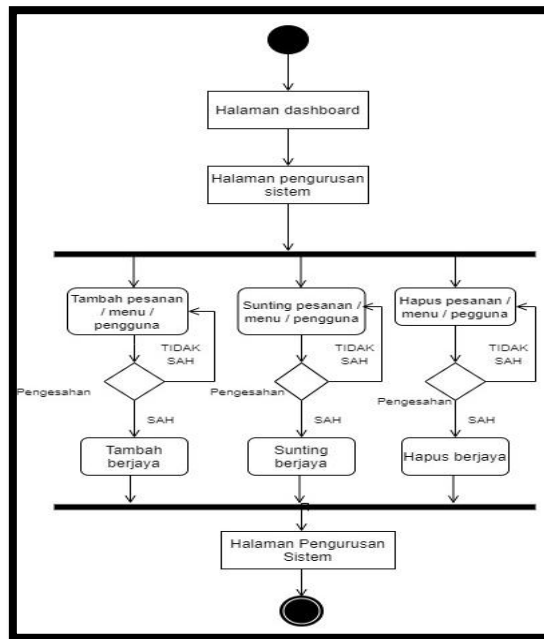 Halaman dashboard
Halaman pengurusan
sistem
Tambah pesanan
/ menu /
pengguna
TIDAK
SAH
Pengesahan
SAH
Tambah
berjaya
Sunting pesanan /
menu / pengguna
TIDAK
SAH
Pengesahan
SAH
Sunting
berjaya
Hapus pesanan /
menu / pegguna
TIDAK
SAH
Pengesahan
SAH
Hapus berjaya
Halaman Pengurusan
Sistem